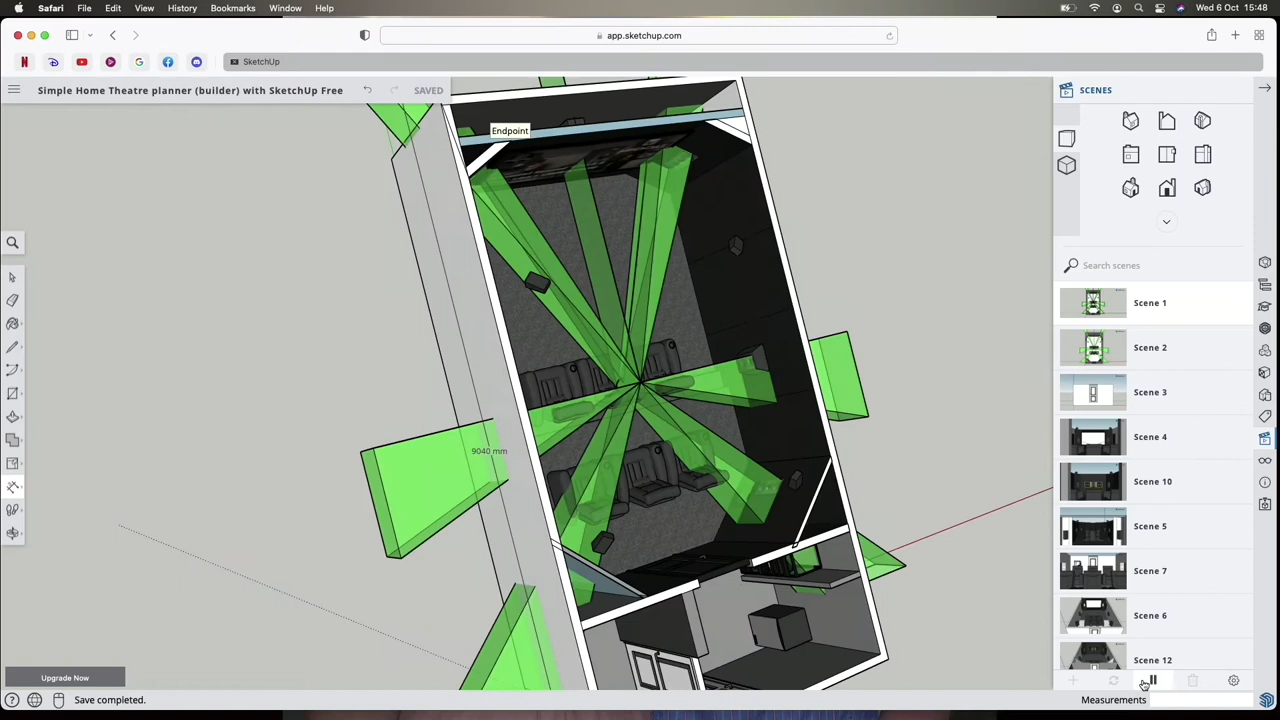 Safari File Edit View History Bookmarks Window Help Wed 6 Oct 15:48
app.sketchup.com
SketchUp
Simple Home Theatre planner (builder) with SketchUp Free SAVED
SCENES
Endpoint
Search scenes
Scene 1
Scene 2
Scene 3
Scene 4
9040 mm
Scene 10
Scene 5
Scene 7
Scene 6
Scene 12
Upgrade Now
Save completed.
Measurements